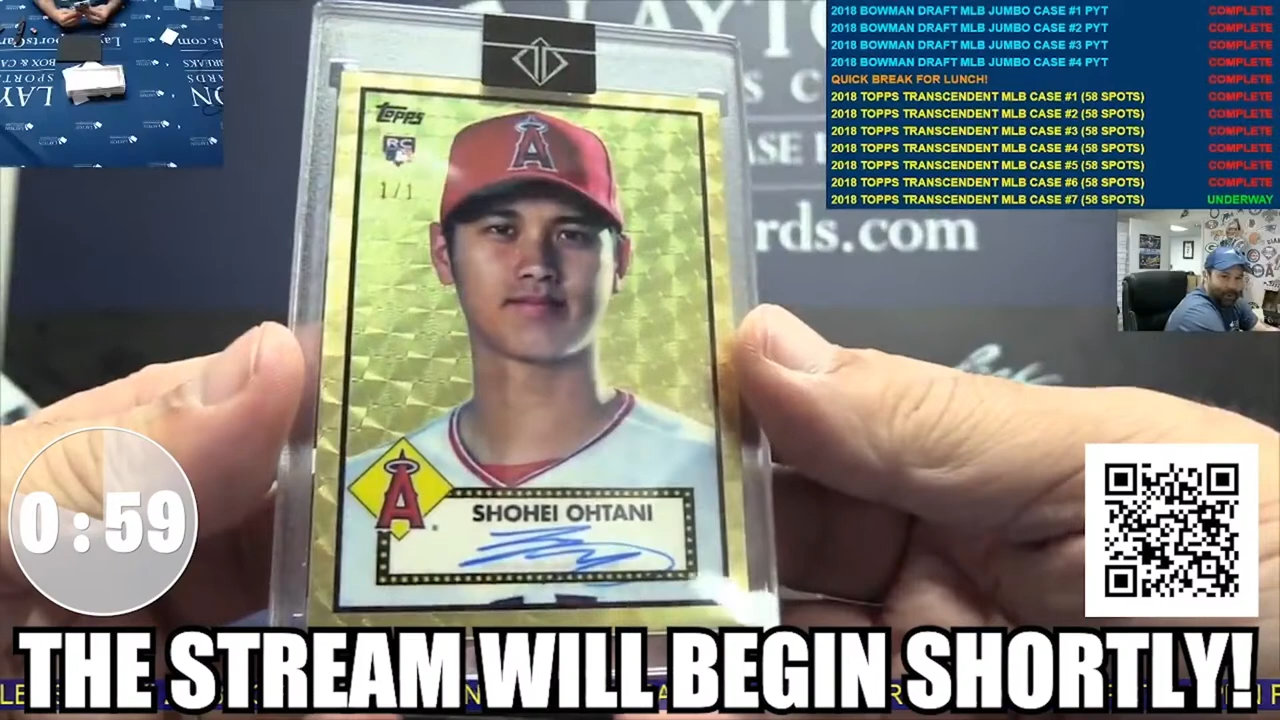 2018 BOWMAN DRAFT MLB JUMBO CASE #1 PYT COMPLETE
2018 BOWMAN DRAFT MLB JUMBO CASE #2 PYT COMPLETE
2018 BOWMAN DRAFT MLB JUMBO CASE #3 PYT COMPLETE
2018 BOWMAN DRAFT MLB JUMBO CASE #4 PYT COMPLETE
QUICK BREAK FOR LUNCH! COMPLETE
2018 TOPPS TRANSCENDENT MLB CASE #1 (58 SPOTS) COMPLETE
2018 TOPPS TRANSCENDENT MLB CASE #2 (58 SPOTS) COMPLETE
2018 TOPPS TRANSCENDENT MLB CASE #3 (58 SPOTS) COMPLETE
2018 TOPPS TRANSCENDENT MLB CASE #4 (58 SPOTS) COMPLETE
2018 TOPPS TRANSCENDENT MLB CASE #5 (58 SPOTS) COMPLETE
2018 TOPPS TRANSCENDENT MLB CASE #6 (58 SPOTS) COMPLETE
2018 TOPPS TRANSCENDENT MLB CASE #7 (58 SPOTS) UNDERWAY
LAYTO
rds.com
Topps
RC
1/1
A
A
SHOHEI OHTANI
0:59
THE STREAM WILL BEGIN SHORTLY!